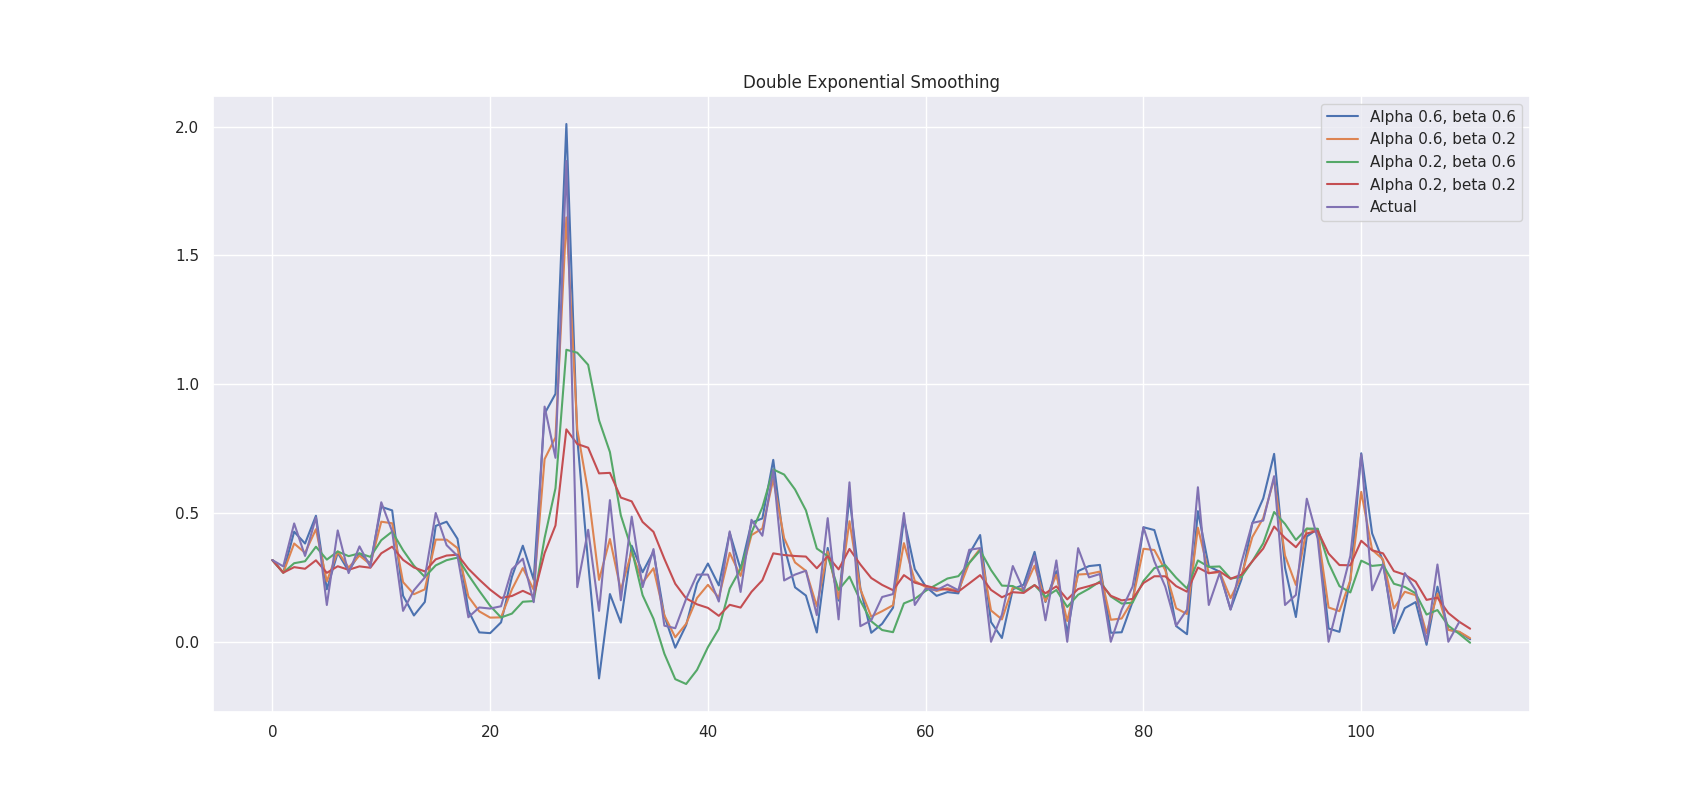 Double Exponential Smoothing
Alpha 0.6, beta 0.6
Alpha 0.6, beta 0.2
Alpha 0.2, beta 0.6
Alpha 0.2, beta 0.2
Actual
2.0
1.5
1.0
0.5
0.0
0 20 40 60 80 100